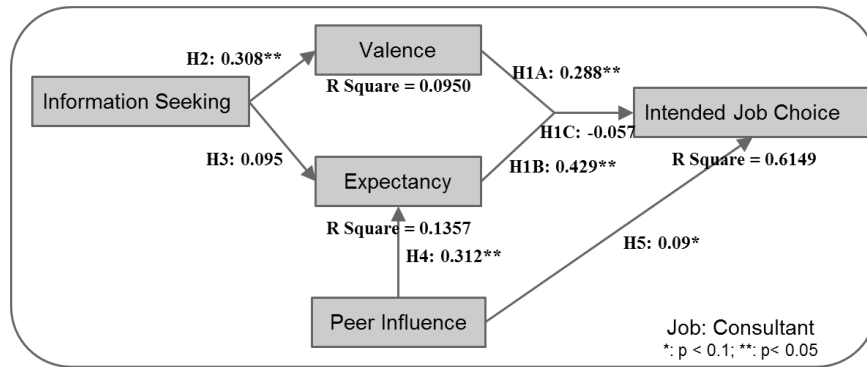 H2: 0.308**
Valence
R Square = 0.0950
H1A: 0.288**
Information Seeking
Intended Job Choice
H1C: -0.057
H3: 0.095
Expectancy
H1B: 0.429**
R Square = 0.6149
R Square = 0.1357
H4: 0.312**
H5: 0.09*
Peer Influence
Job: Consultant
*: p < 0.1; **: p< 0.05